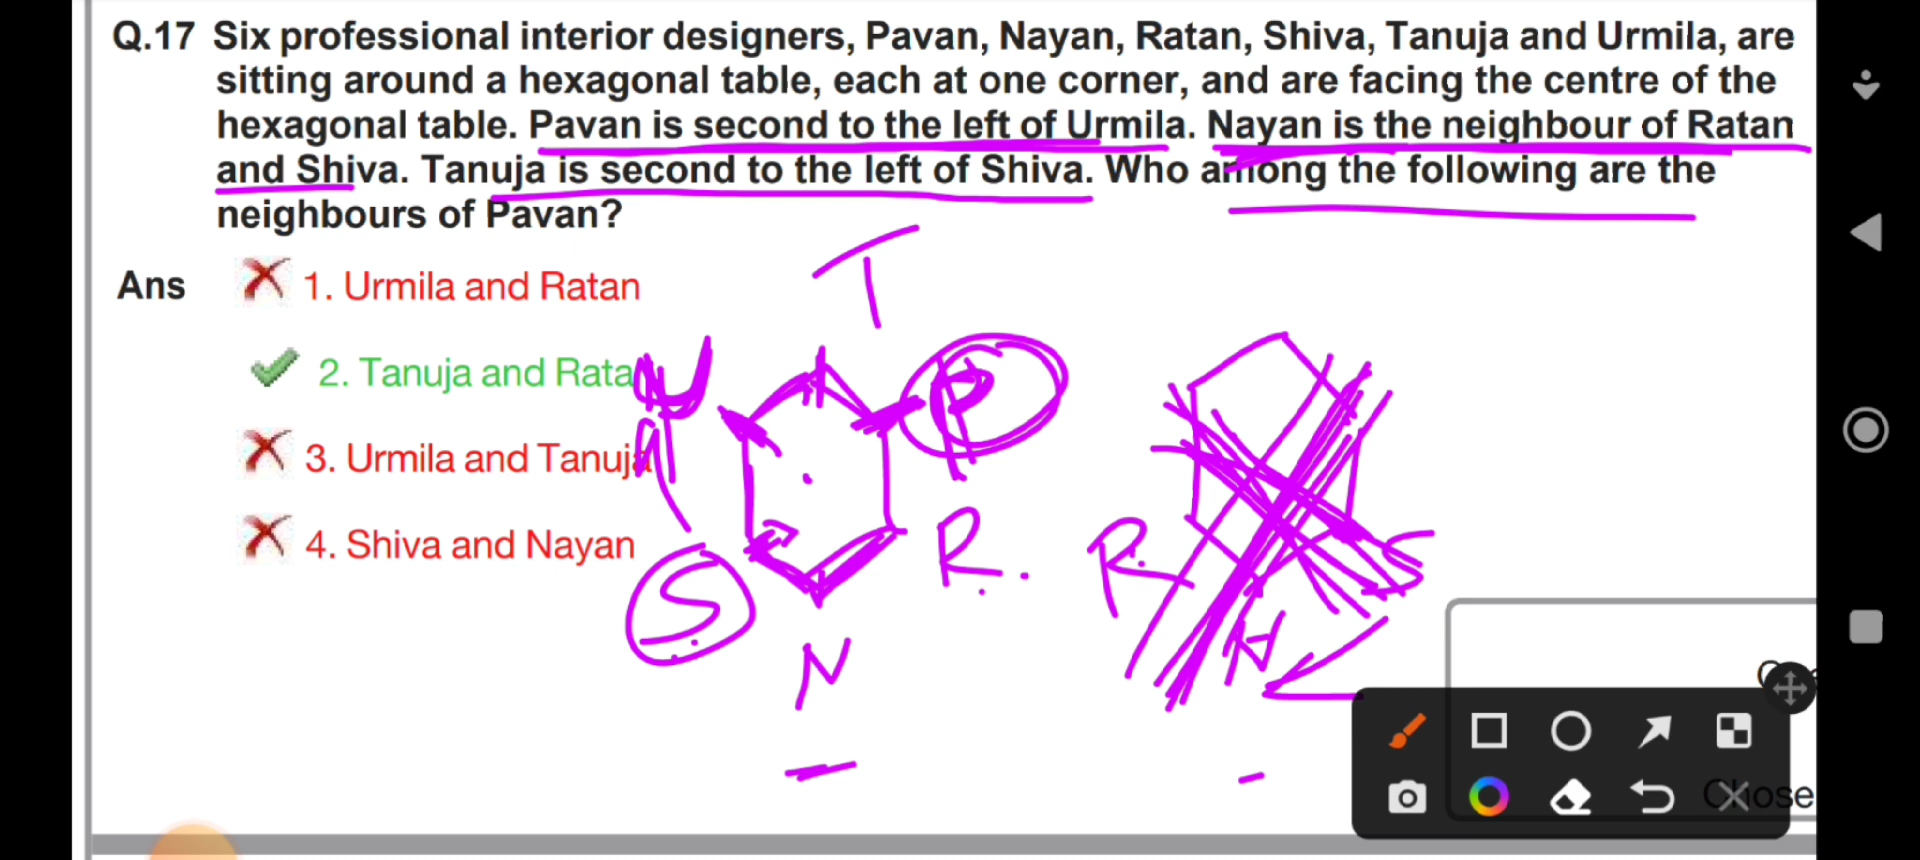 Q.17 Six professional interior designers, Pavan, Nayan, Ratan, Shiva, Tanuja and Urmila, are
sitting around a hexagonal table, each at one corner, and are facing the centre of the
hexagonal table. Pavan is second to the left of Urmila. Nayan is the neighbour of Ratan
and Shiva. Tanuja is second to the left of Shiva. Who among the following are the
neighbours of Pavan?
Ans 1. Urmila and Ratan
2. Tanuja and Rata
3. Urmila and Tanuja
4. Shiva and Nayan
T
U
P
S
R.
N
R
S
N